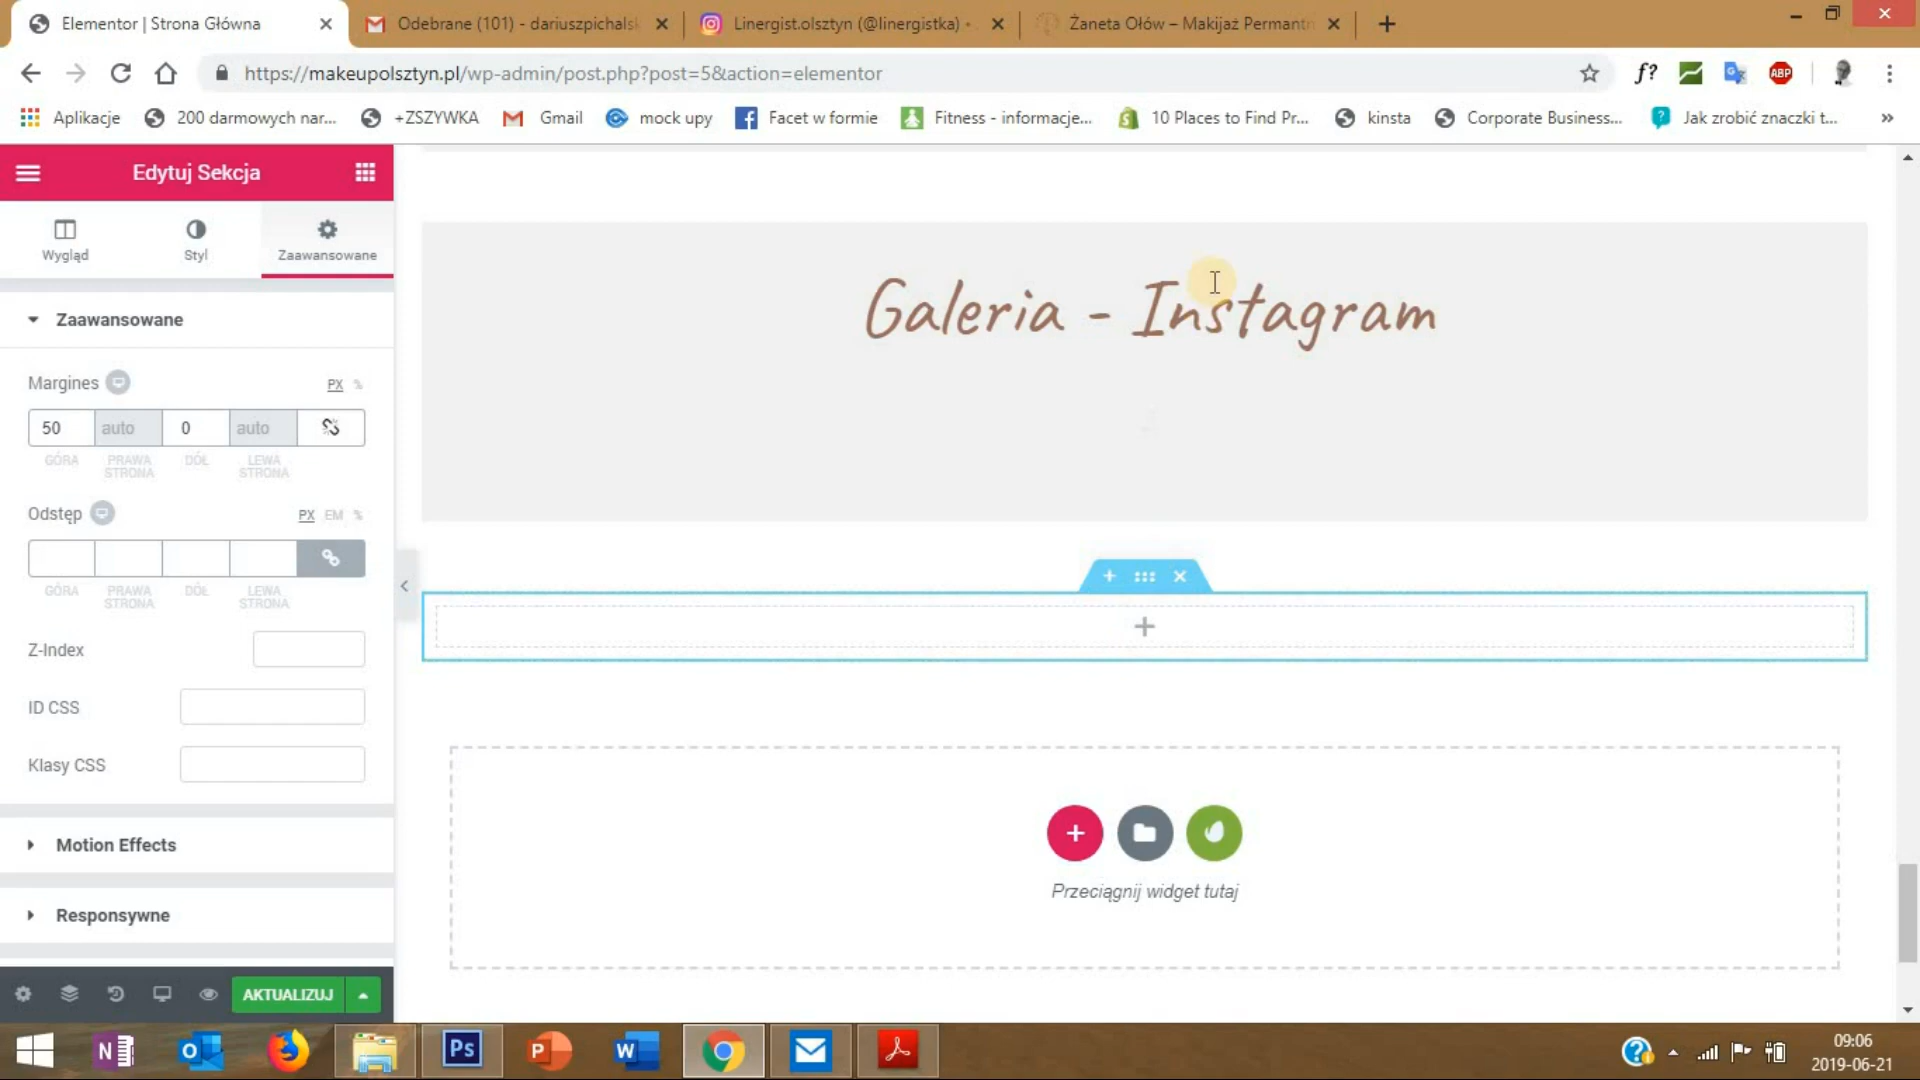 Elementor | Strona Główna
Odebrane (101) - dariuszpichalsk
Linergist.olsztyn (@linergistka) •
Żaneta Ołów – Makijaż Permantn
https://makeupolsztyn.pl/wp-admin/post.php?post=5&action=elementor
f?
ABP
Aplikacje
200 darmowych nar...
+ZSZYWKA
Gmail
mock upy
Facet w formie
Fitness - informacje...
10 Places to Find Pr...
kinsta
Corporate Business...
Jak zrobić znaczki t...
»
Edytuj Sekcja
Wygląd
Styl
Zaawansowane
Zaawansowane
Margines
PX %
50 auto 0 auto
GÓRA PRAWA STRONA DÓŁ LEWA STRONA
Odstęp
PX EM %
GÓRA PRAWA STRONA DÓŁ LEWA STRONA
Z-Index
ID CSS
Klasy CSS
Motion Effects
Responsywne
AKTUALIZUJ
Galeria - Instagram
Przeciągnij widget tutaj
09:06
2019-06-21